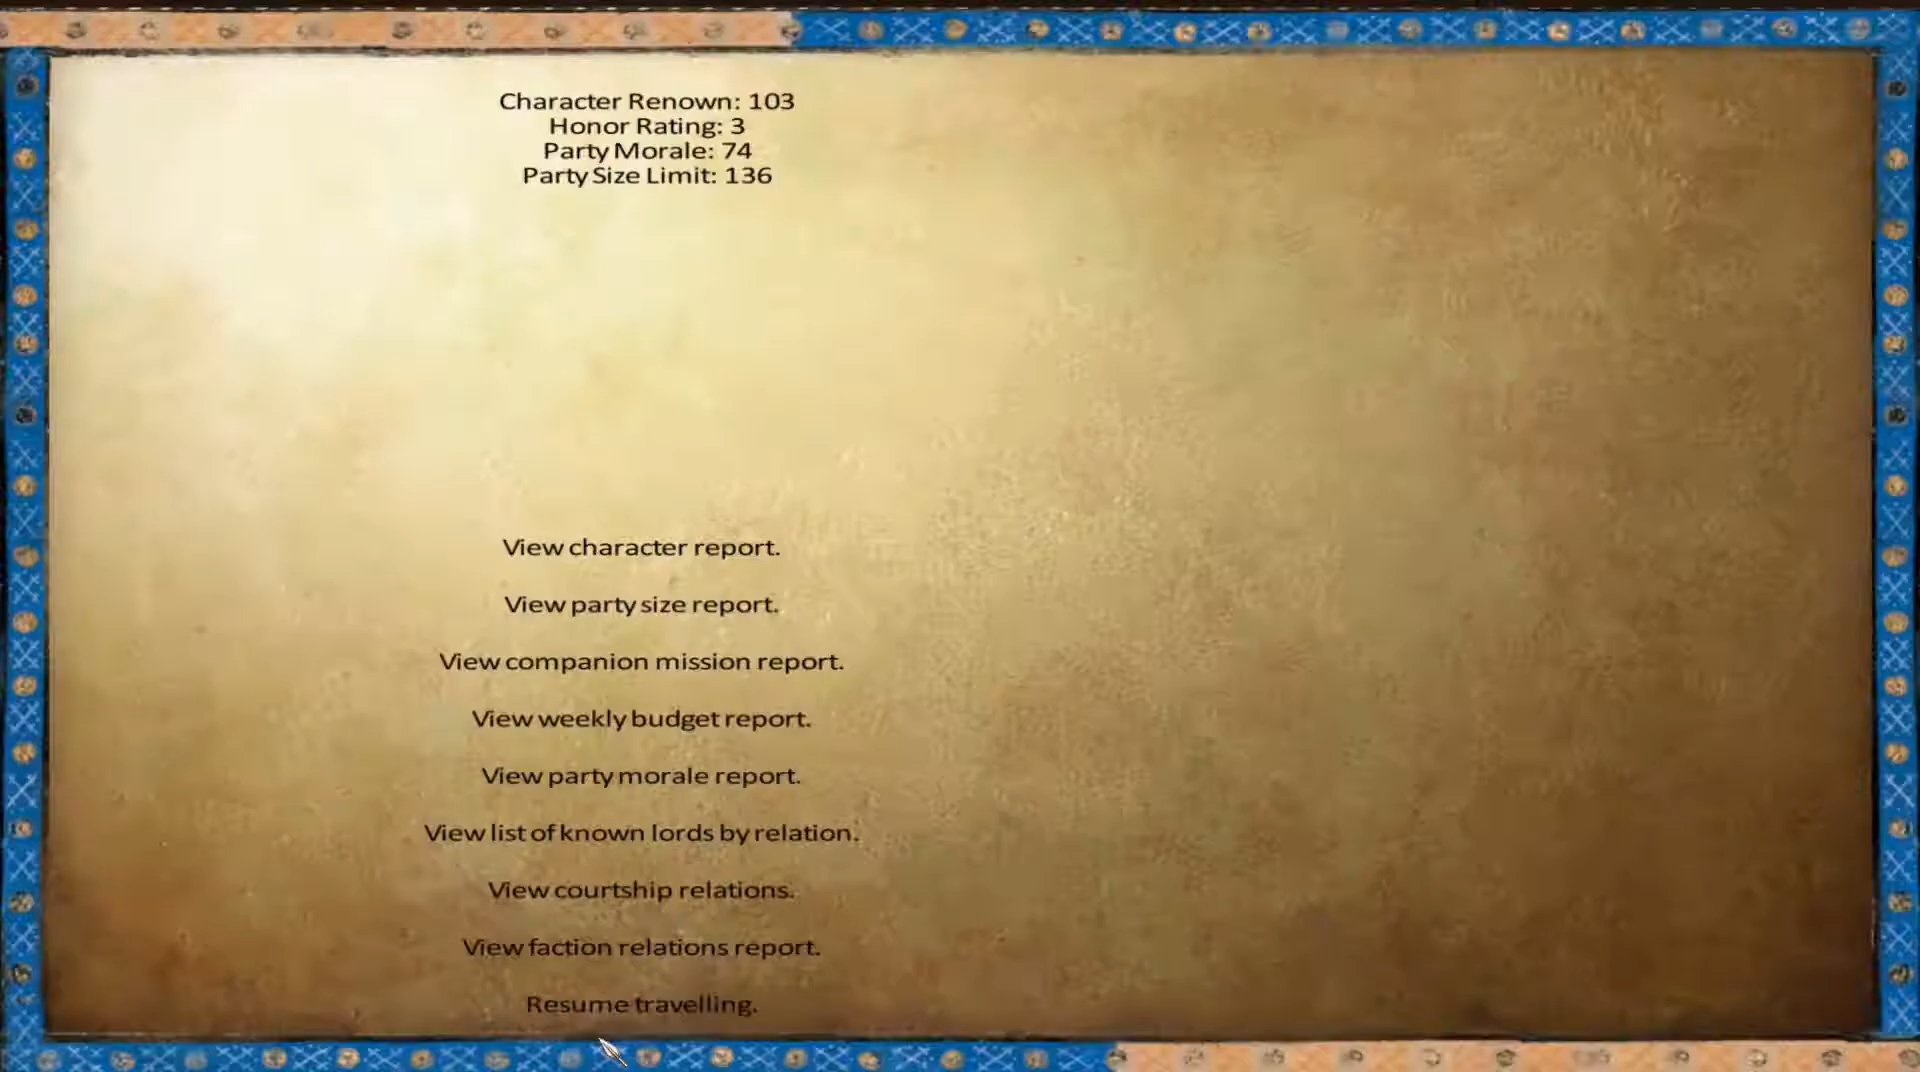 Character Renown: 103
Honor Rating: 3
Party Morale: 74
Party Size Limit: 136
View character report.
View party size report.
View companion mission report.
View weekly budget report.
View party morale report.
View list of known lords by relation.
View courtship relations.
View faction relations report.
Resume travelling.